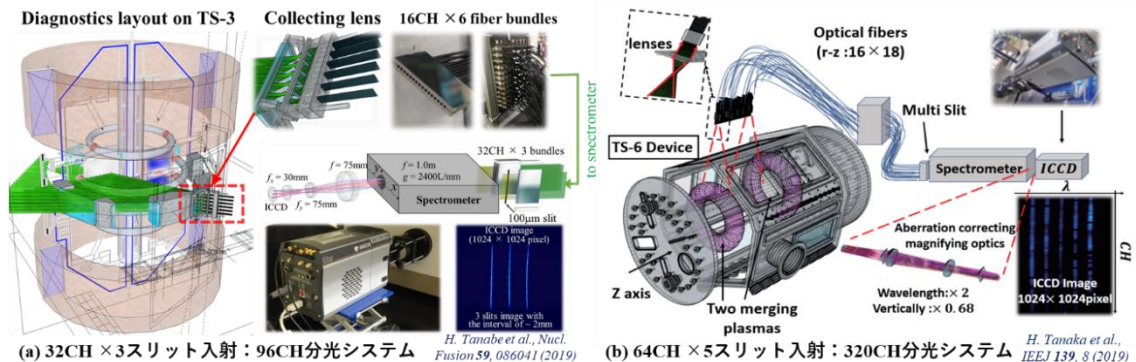 Diagnostics layout on TS-3
Collecting lens
16CH ×6 fiber bundles
to spectrometer
32CH × 3 bundles
f = 75mm
f = 1.0m
g = 2400L/mm
fₓ = 30mm
ICCD
f_y = 75mm
Spectrometer
100μm slit
ICCD image
(1024 × 1024 pixel)
3 slits image with
the interval of ~ 2mm
(a) 32CH ×3スリット入射：96CH分光システム
H. Tanabe et al., Nucl.
Fusion 59, 086041 (2019)
(b) 64CH ×5スリット入射：320CH分光システム
lenses
Optical fibers
(r-z :16×18)
Multi Slit
TS-6 Device
Spectrometer
ICCD
λ
CH
Aberration correcting
magnifying optics
ICCD Image
1024×1024pixel
Wavelength:× 2
Vertically :× 0.68
Z axis
Two merging
plasmas
H. Tanaka et al.,
IEEJ 139, 8 (2019)